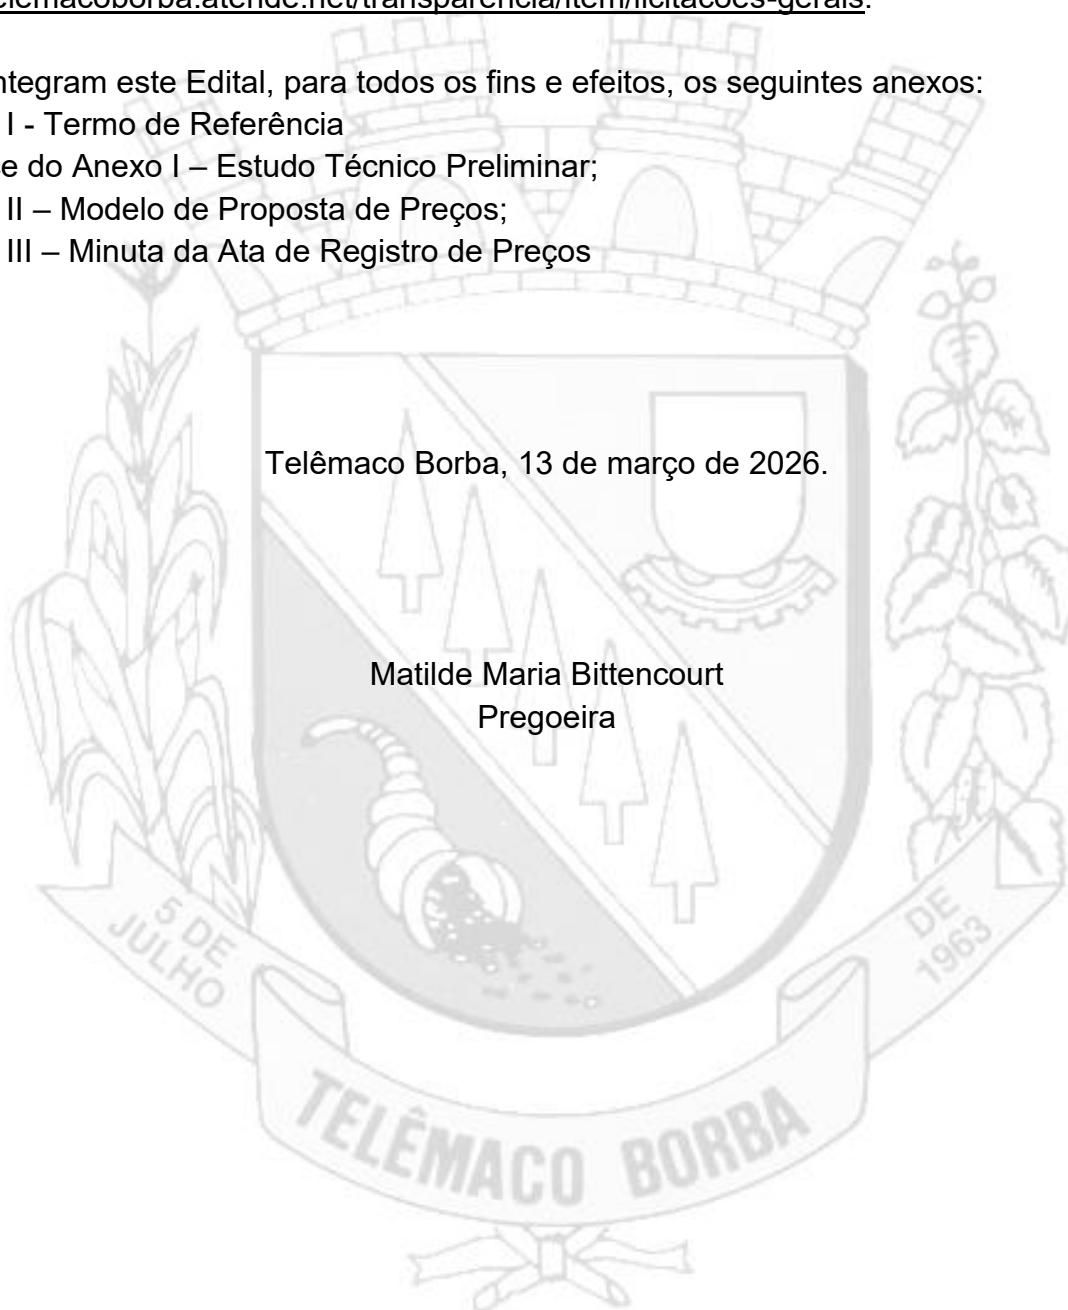 elemacoborba.atende.net/transparencia/item/licitacoes-gerais.
ntegram este Edital, para todos os fins e efeitos, os seguintes anexos:
I - Termo de Referência
e do Anexo I – Estudo Técnico Preliminar;
II – Modelo de Proposta de Preços;
III – Minuta da Ata de Registro de Preços
Telêmaco Borba, 13 de março de 2026.
Matilde Maria Bittencourt
Pregoeira
5 DE
JULHO
DE
1963
TELÊMACO BORBA